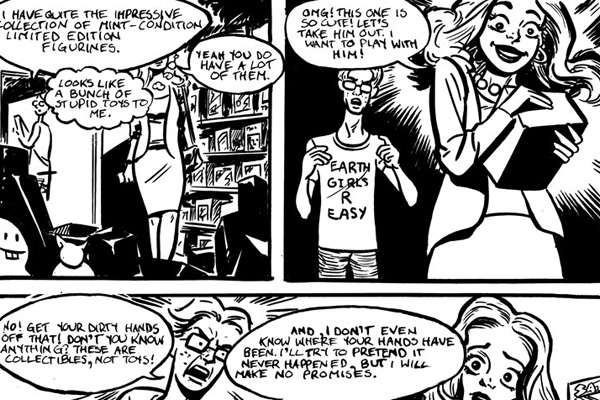 I HAVE QUITE THE IMPRESSIVE
COLLECTION OF MINT-CONDITION
LIMITED EDITION
FIGURINES.
YEAH YOU DO
HAVE A LOT
OF THEM.
LOOKS LIKE
A BUNCH OF
STUPID TOYS TO
ME.
OMG! THIS ONE IS
SO CUTE! LET'S
TAKE HIM OUT. I
WANT TO PLAY WITH
HIM!
EARTH
GIRLS
R
EASY
NO! GET YOUR DIRTY HANDS
OFF THAT! DON'T YOU KNOW
ANYTHING? THESE ARE
COLLECTIBLES, NOT TOYS!
AND I DON'T EVEN
KNOW WHERE YOUR HANDS HAVE
BEEN. I'LL TRY TO PRETEND IT
NEVER HAPPENED, BUT I WILL
MAKE NO PROMISES.